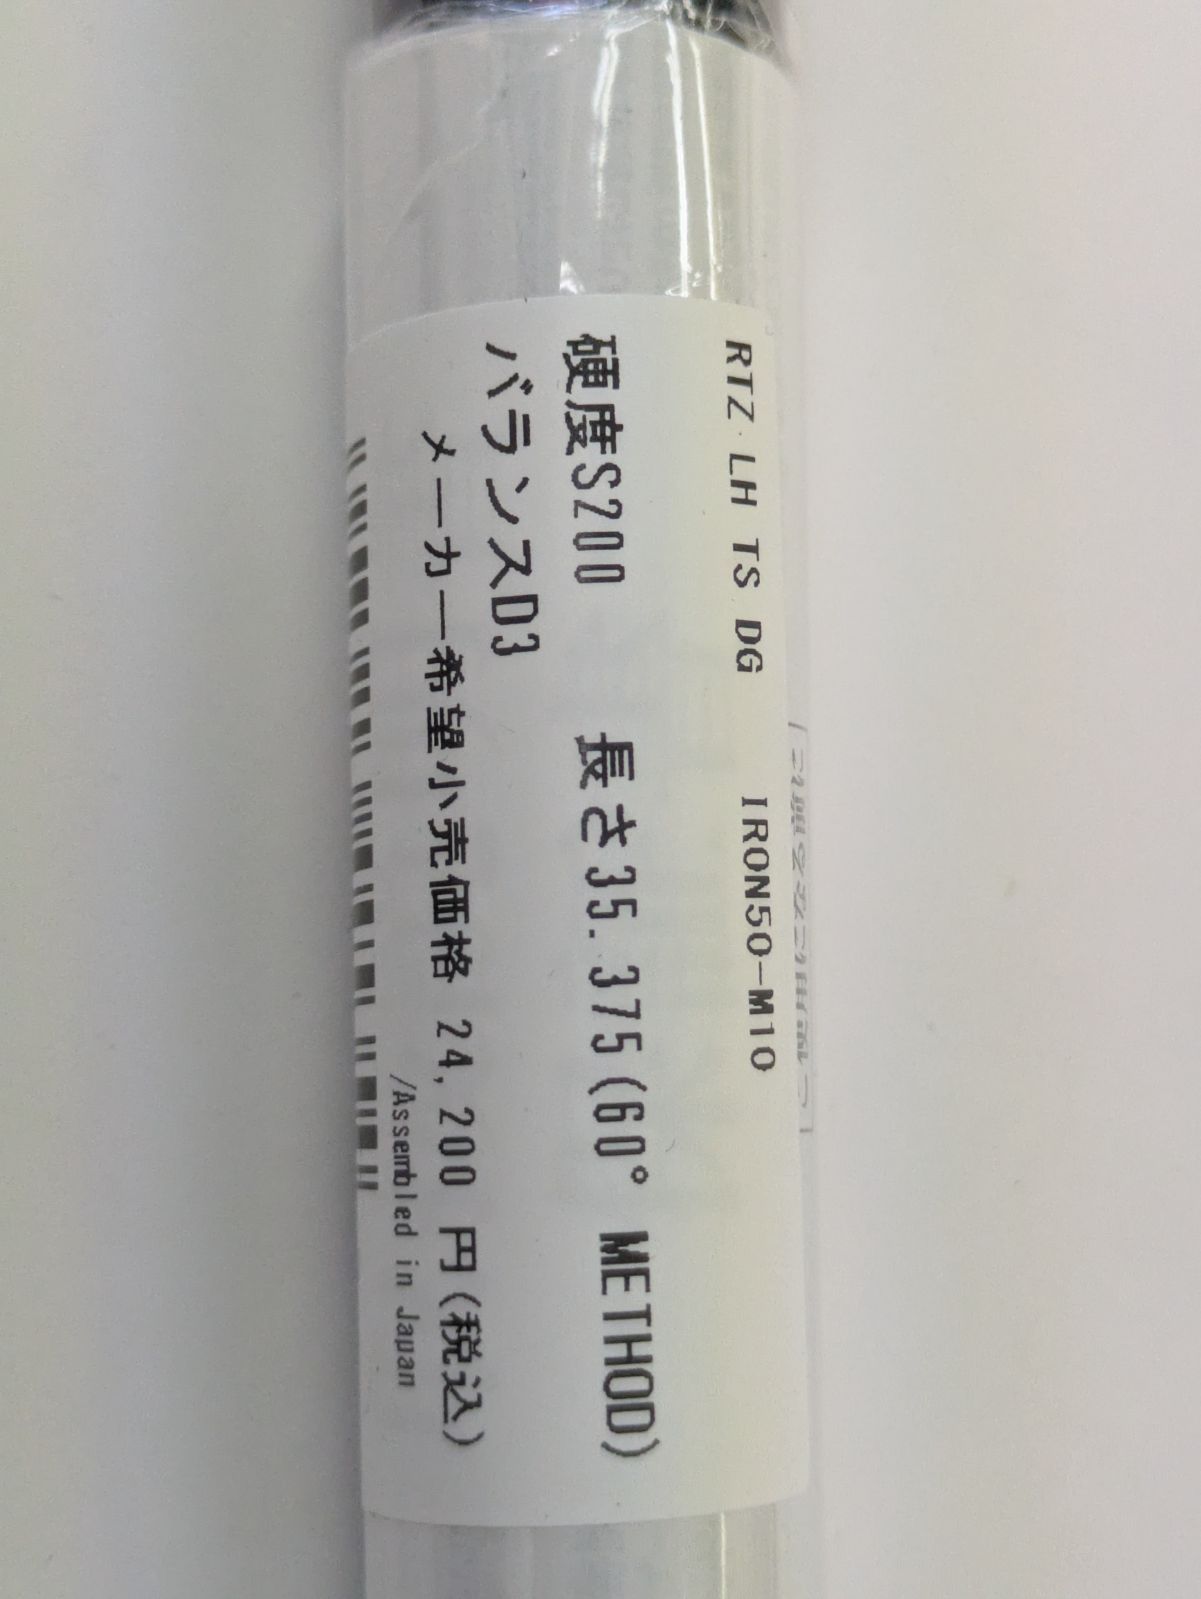 RTZ LH TS DG IRON50-M10
硬度S200 長さ35.375(60° METHOD)
バランスD3
メーカー希望小売価格 24,200 円(税込)
/Assembled in Japan